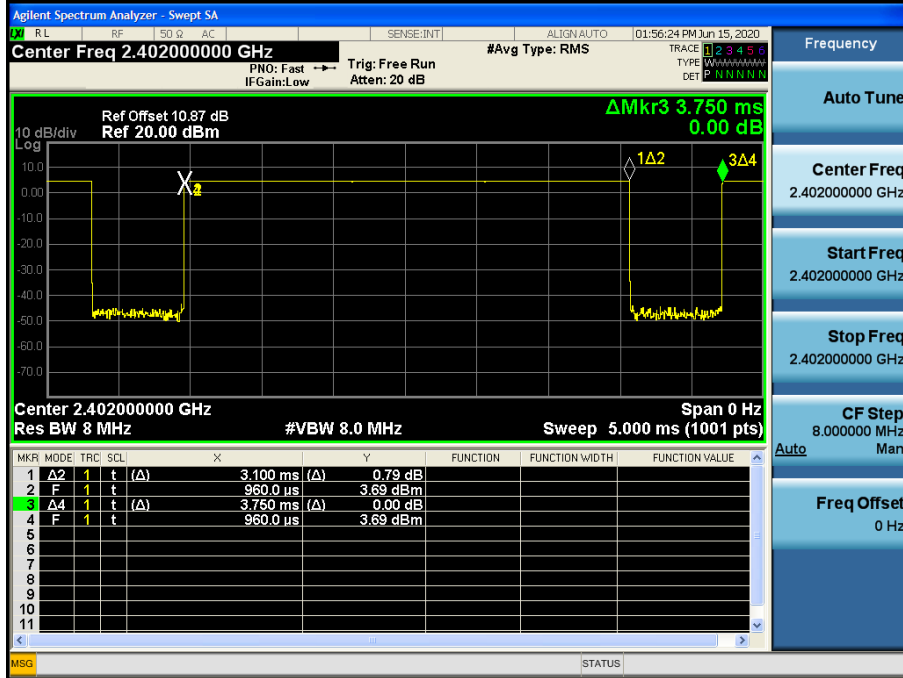 Agilent Spectrum Analyzer - Swept SA
LXI RL RF 50 Ω AC SENSE:INT ALIGN AUTO 01:56:24 PM Jun 15, 2020
Center Freq 2.402000000 GHz #Avg Type: RMS TRACE 1 2 3 4 5 6
PNO: Fast Trig: Free Run TYPE WWWWWW
IFGain:Low Atten: 20 dB DET P N N N N N
Frequency
Auto Tune
Center Freq
2.402000000 GHz
Start Freq
2.402000000 GHz
Stop Freq
2.402000000 GHz
CF Step
8.000000 MHz
Auto Man
Freq Offset
0 Hz
ΔMkr3 3.750 ms
0.00 dB
Ref Offset 10.87 dB
10 dB/div Ref 20.00 dBm
Log
10.0
0.00
-10.0
-20.0
-30.0
-40.0
-50.0
-60.0
-70.0
1Δ2
3Δ4
Center 2.402000000 GHz Span 0 Hz
Res BW 8 MHz #VBW 8.0 MHz Sweep 5.000 ms (1001 pts)
MKR MODE TRC SCL X Y FUNCTION FUNCTION WIDTH FUNCTION VALUE
1 Δ2 1 t (Δ) 3.100 ms (Δ) 0.79 dB
2 F 1 t 960.0 µs 3.69 dBm
3 Δ4 1 t (Δ) 3.750 ms (Δ) 0.00 dB
4 F 1 t 960.0 µs 3.69 dBm
5
6
7
8
9
10
11
MSG STATUS